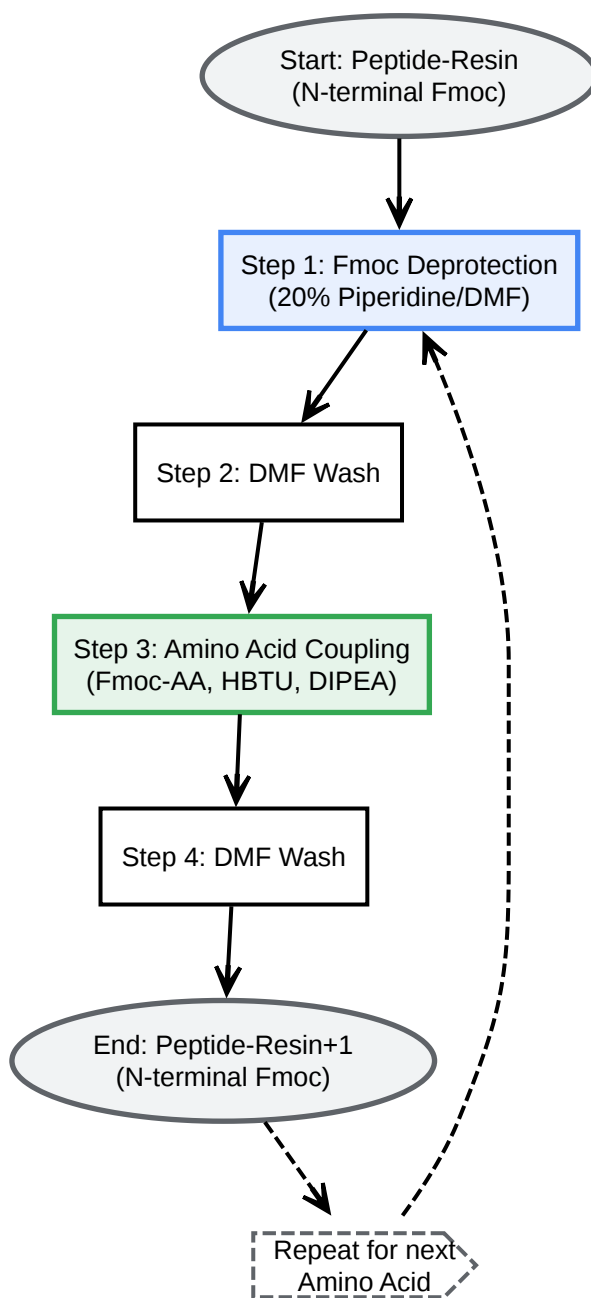 Start: Peptide-Resin
(N-terminal Fmoc)
Step 1: Fmoc Deprotection
(20% Piperidine/DMF)
Step 2: DMF Wash
Step 3: Amino Acid Coupling
(Fmoc-AA, HBTU, DIPEA)
Step 4: DMF Wash
End: Peptide-Resin+1
(N-terminal Fmoc)
Repeat for next
Amino Acid